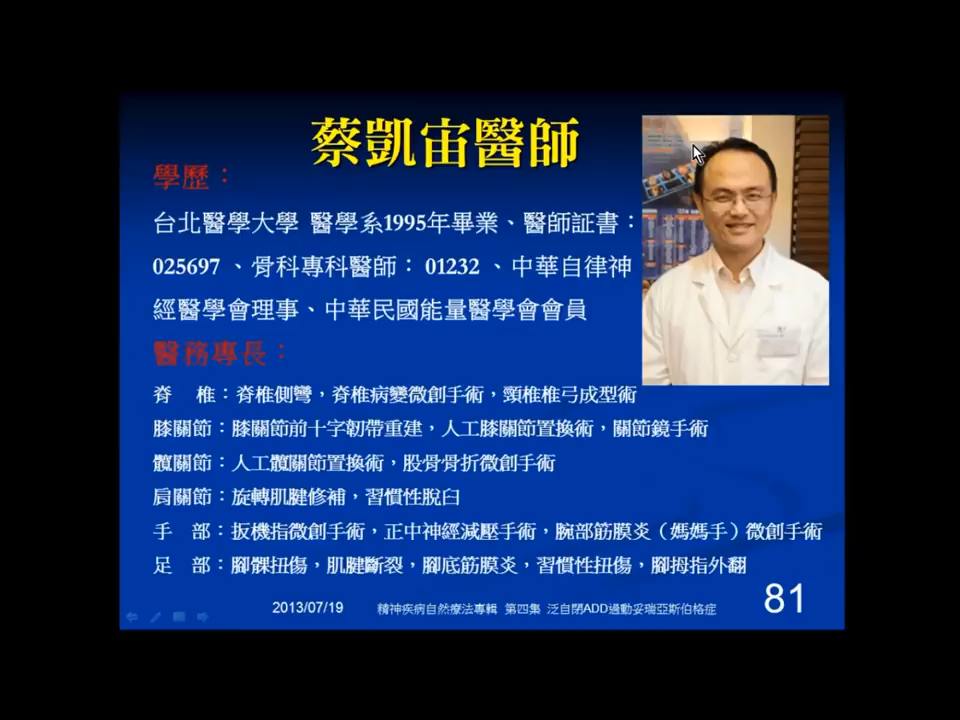 蔡凱宙醫師
學歷：
台北醫學大學 醫學系1995年畢業、醫師証書：
025697 、骨科專科醫師： 01232 、中華自律神
經醫學會理事、中華民國能量醫學會會員
醫務專長：
脊 椎：脊椎側彎，脊椎病變微創手術，頸椎椎弓成型術
膝關節：膝關節前十字韌帶重建，人工膝關節置換術，關節鏡手術
髖關節：人工髖關節置換術，股骨骨折微創手術
肩關節：旋轉肌腱修補，習慣性脫臼
手 部：扳機指微創手術，正中神經減壓手術，腕部筋膜炎（媽媽手）微創手術
足 部：腳髁扭傷，肌腱斷裂，腳底筋膜炎，習慣性扭傷，腳拇指外翻
2013/07/19 精神疾病自然療法專輯 第四集 泛自閉ADD過動妥瑞亞斯伯格症 81